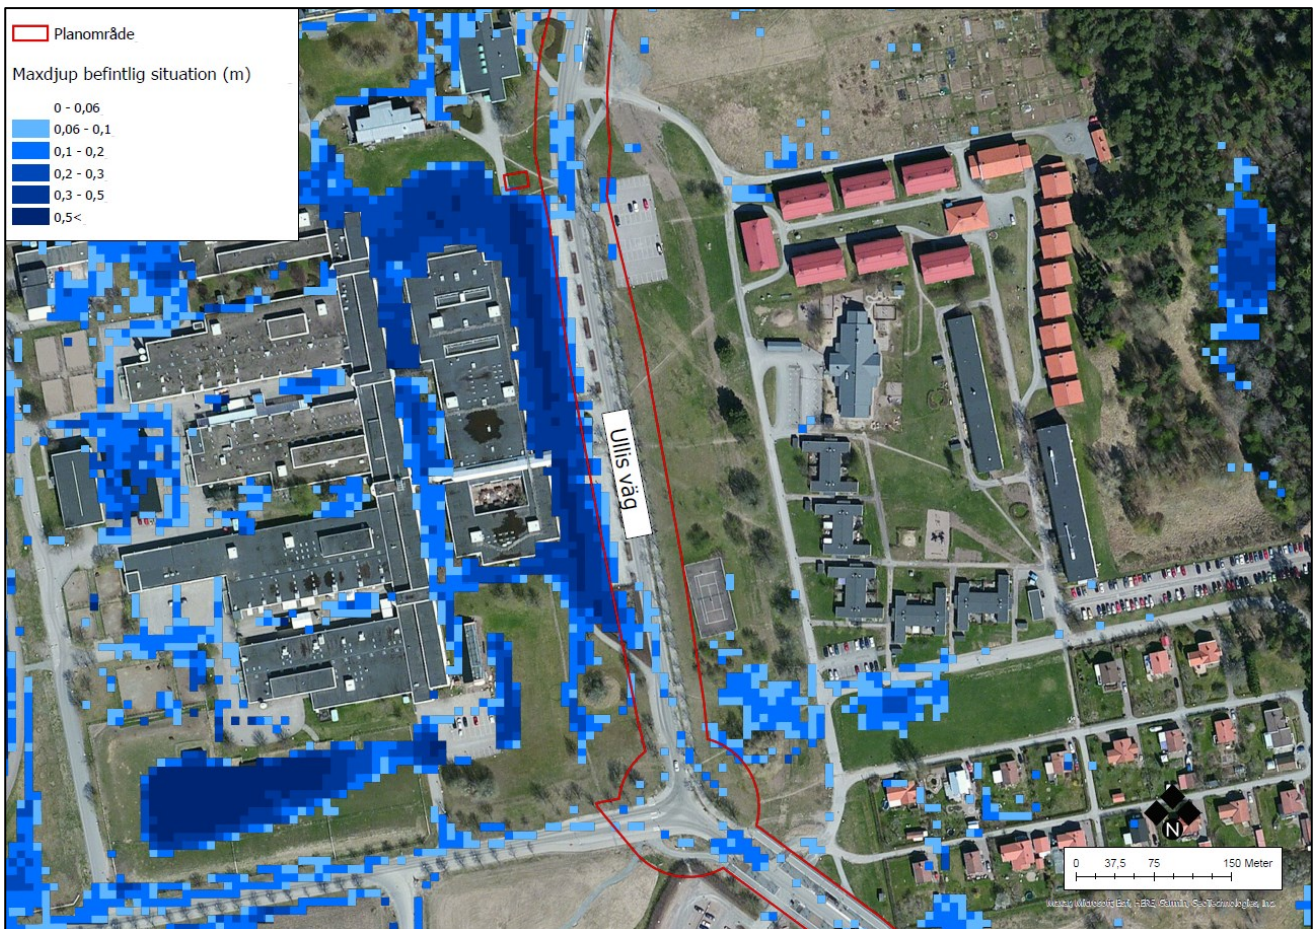 Planområde
Maxdjup befintlig situation (m)
0 - 0,06
0,06 - 0,1
0,1 - 0,2
0,2 - 0,3
0,3 - 0,5
0,5<
Ullis väg
N
0 37,5 75 150 Meter